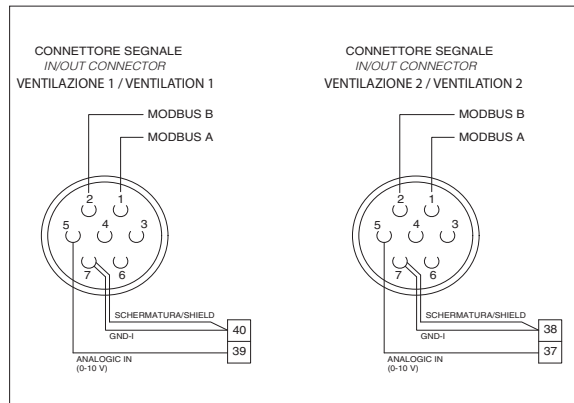 CONNETTORE SEGNALE
IN/OUT CONNECTOR
VENTILAZIONE 1 / VENTILATION 1
MODBUS B
MODBUS A
2
1
5
4
3
7
6
SCHERMATURA/SHIELD
40
GND-I
39
ANALOGIC IN
(0-10 V)
CONNETTORE SEGNALE
IN/OUT CONNECTOR
VENTILAZIONE 2 / VENTILATION 2
MODBUS B
MODBUS A
2
1
5
4
3
7
6
SCHERMATURA/SHIELD
38
GND-I
37
ANALOGIC IN
(0-10 V)